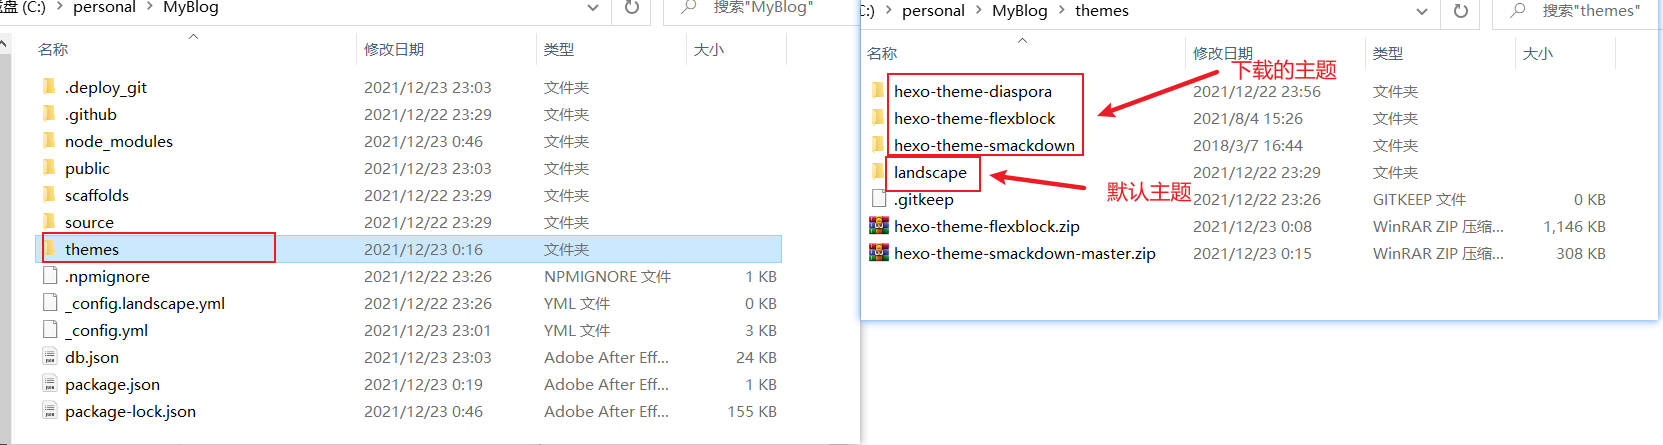 盘 (C:) › personal › MyBlog
搜索"MyBlog"
名称 修改日期 类型 大小
.deploy_git 2021/12/23 23:03 文件夹
.github 2021/12/22 23:29 文件夹
node_modules 2021/12/23 0:46 文件夹
public 2021/12/23 23:03 文件夹
scaffolds 2021/12/22 23:29 文件夹
source 2021/12/22 23:29 文件夹
themes 2021/12/23 0:16 文件夹
.npmignore 2021/12/22 23:26 NPMIGNORE 文件 1 KB
_config.landscape.yml 2021/12/22 23:26 YML 文件 0 KB
_config.yml 2021/12/23 23:01 YML 文件 3 KB
db.json 2021/12/23 23:03 Adobe After Eff... 24 KB
package.json 2021/12/23 0:19 Adobe After Eff... 1 KB
package-lock.json 2021/12/23 0:46 Adobe After Eff... 155 KB
C:) › personal › MyBlog › themes
搜索"themes"
名称 修改日期 类型 大小
下载的主题
hexo-theme-diaspora 2021/12/22 23:56 文件夹
hexo-theme-flexblock 2021/8/4 15:26 文件夹
hexo-theme-smackdown 2018/3/7 16:44 文件夹
landscape 2021/12/22 23:29 文件夹
默认主题
.gitkeep 2021/12/22 23:26 GITKEEP 文件 0 KB
hexo-theme-flexblock.zip 2021/12/23 0:08 WinRAR ZIP 压缩... 1,146 KB
hexo-theme-smackdown-master.zip 2021/12/23 0:15 WinRAR ZIP 压缩... 308 KB